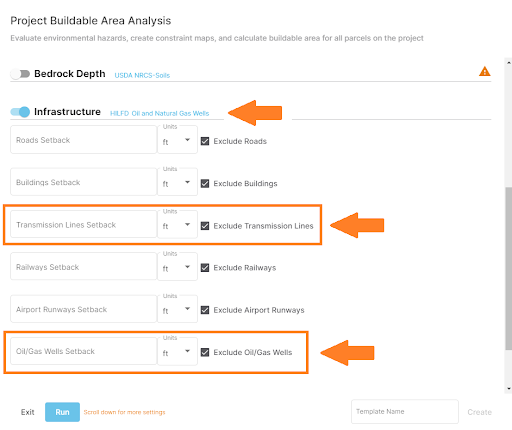 Project Buildable Area Analysis
Evaluate environmental hazards, create constraint maps, and calculate buildable area for all parcels on the project
Bedrock Depth USDA NRCS-Soils
Infrastructure HILFD Oil and Natural Gas Wells
Units
Roads Setback ft Exclude Roads
Units
Buildings Setback ft Exclude Buildings
Units
Transmission Lines Setback ft Exclude Transmission Lines
Units
Railways Setback ft Exclude Railways
Units
Airport Runways Setback ft Exclude Airport Runways
Units
Oil/Gas Wells Setback ft Exclude Oil/Gas Wells
Exit Run Scroll down for more settings Template Name Create